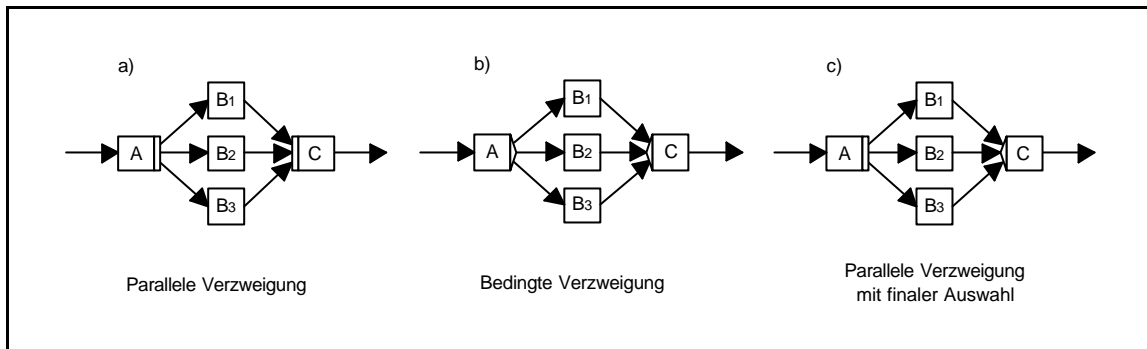 a)
B1
A
B2
C
B3
Parallele Verzweigung
b)
B1
A
B2
C
B3
Bedingte Verzweigung
c)
B1
A
B2
C
B3
Parallele Verzweigung
mit finaler Auswahl